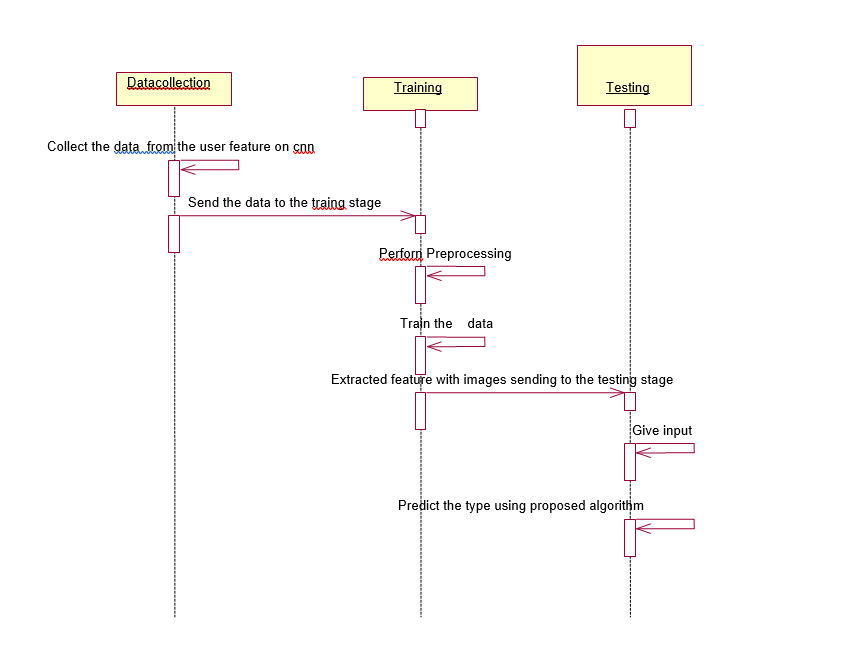 Datacollection
Training
Testing
Collect the data  from the user feature on cnn
Send the data to the traing stage
Perforn Preprocessing
Train the    data
Extracted feature with images sending to the testing stage
Give input
Predict the type using proposed algorithm